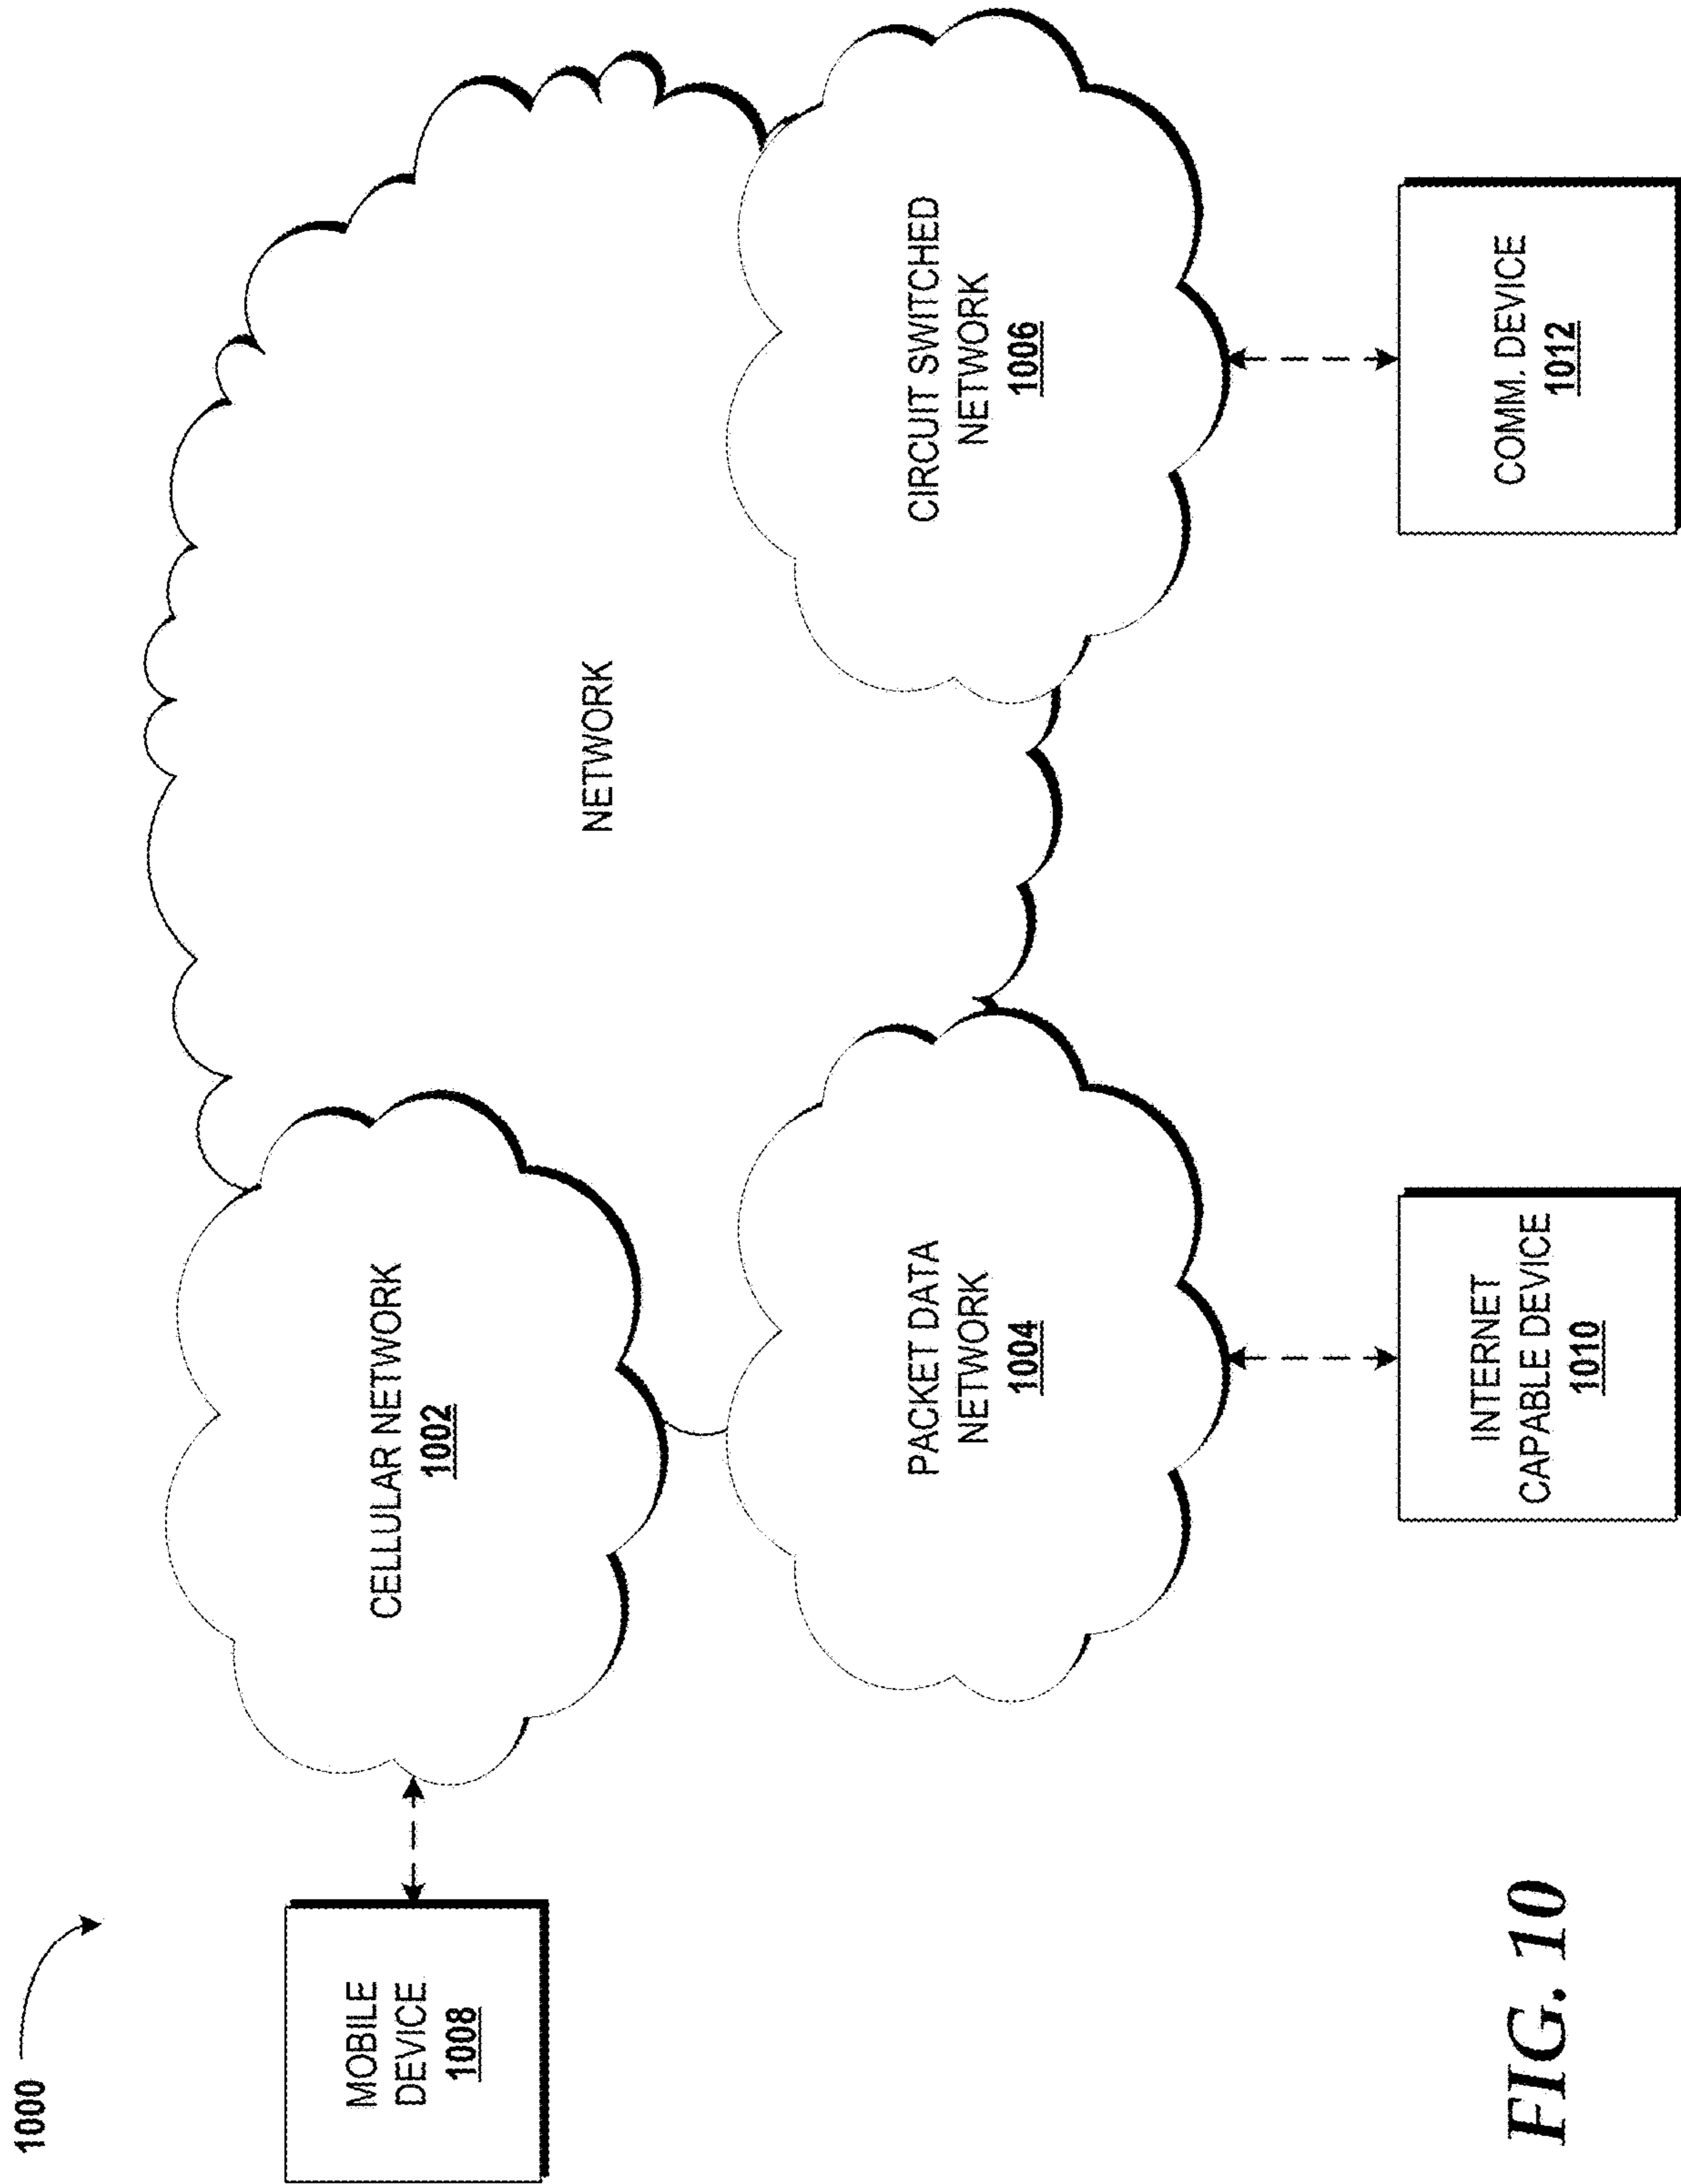 1000
MOBILE
DEVICE
1008
CELLULAR NETWORK
1002
NETWORK
PACKET DATA
NETWORK
1004
CIRCUIT SWITCHED
NETWORK
1006
INTERNET
CAPABLE DEVICE
1010
COMM. DEVICE
1012
FIG. 10